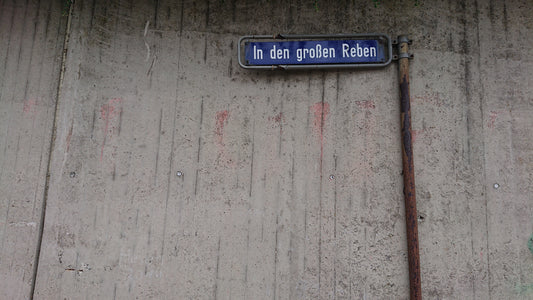 In den großen Reben